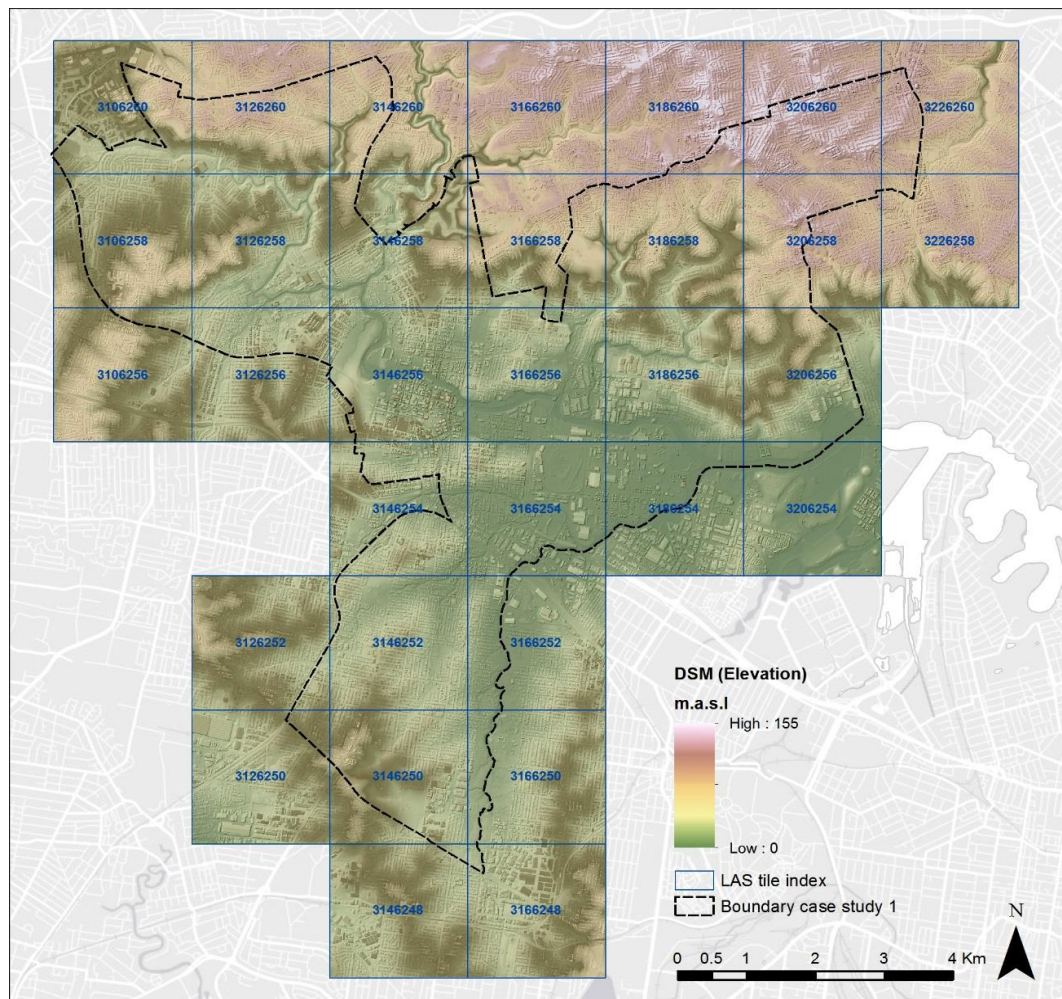 3106260 3126260 3146260 3166260 3186260 3206260 3226260
3106258 3126258 3146258 3166258 3186258 3206258 3226258
3106256 3126256 3146256 3166256 3186256 3206256
3146254 3166254 3186254 3206254
3126252 3146252 3166252
3126250 3146250 3166250
3146248 3166248
DSM (Elevation)
m.a.s.l
High : 155
Low : 0
LAS tile index
Boundary case study 1
N
0 0.5 1 2 3 4 Km